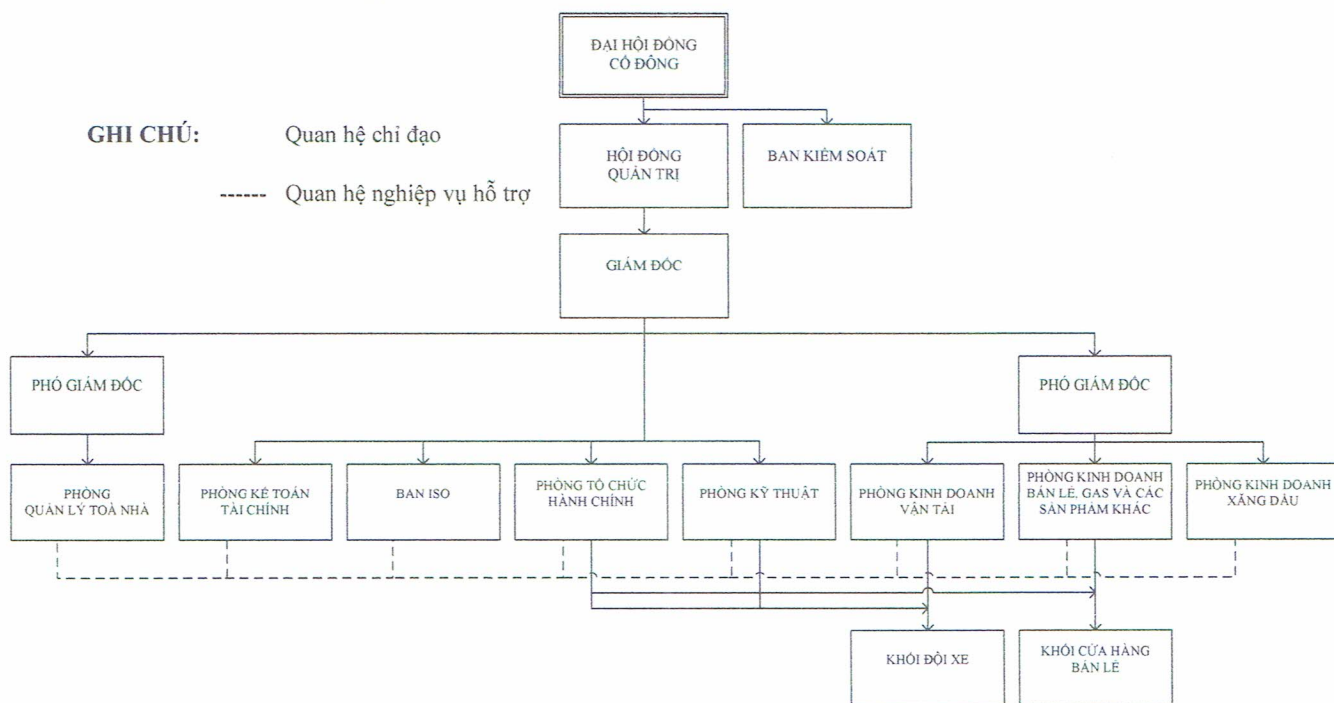 ĐẠI HỘI ĐỒNG
CỔ ĐÔNG
GHI CHÚ:
Quan hệ chỉ đạo
Quan hệ nghiệp vụ hỗ trợ
HỘI ĐỒNG
QUẢN TRỊ
BAN KIỂM SOÁT
GIÁM ĐỐC
PHÓ GIÁM ĐỐC
PHÓ GIÁM ĐỐC
PHÒNG
QUẢN LÝ TOÀ NHÀ
PHÒNG KẾ TOÁN
TÀI CHÍNH
BAN ISO
PHÒNG TỔ CHỨC
HÀNH CHÍNH
PHÒNG KỸ THUẬT
PHÒNG KINH DOANH
VẬN TẢI
PHÒNG KINH DOANH
BÁN LẺ, GAS VÀ CÁC
SẢN PHẨM KHÁC
PHÒNG KINH DOANH
XĂNG DẦU
KHỐI ĐỘI XE
KHỐI CỬA HÀNG
BÁN LẺ